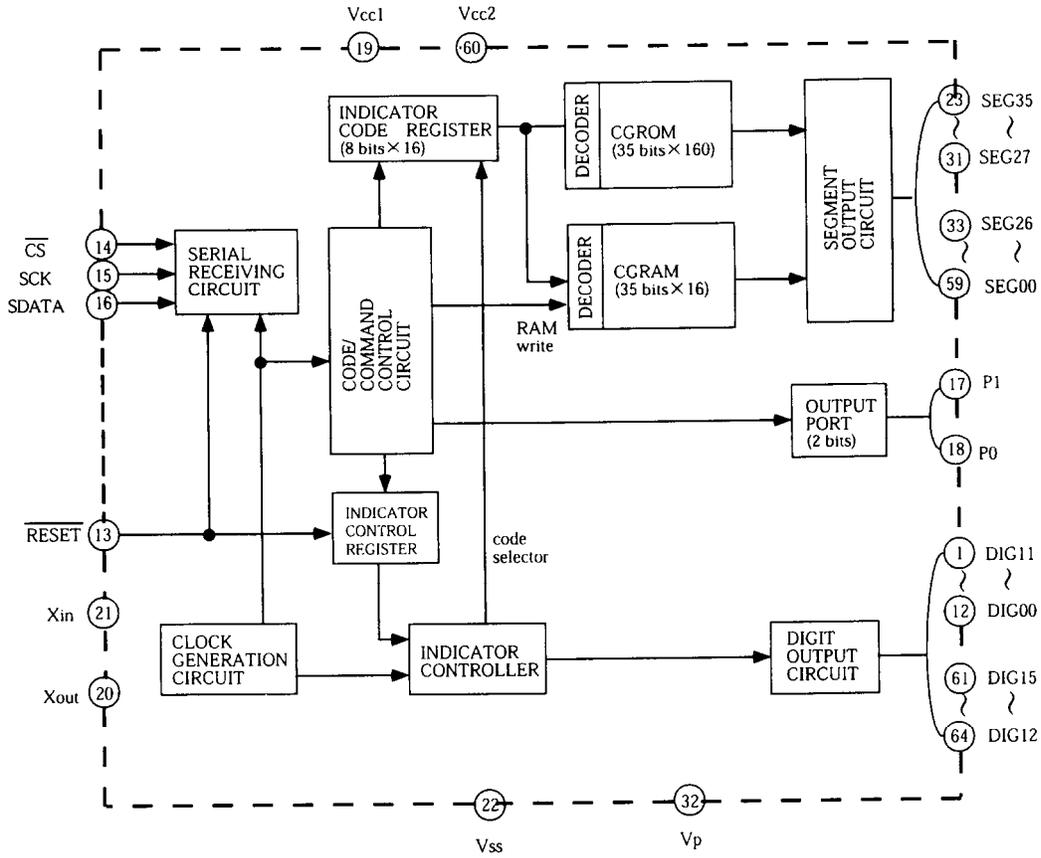 Vcc1
Vcc2
19
60
INDICATOR
CODE REGISTER
(8 bits×16)
DECODER
CGROM
(35 bits×160)
SEGMENT
OUTPUT
CIRCUIT
23
SEG35
31
SEG27
33
SEG26
59
SEG00
CS
14
SCK
15
SDATA
16
SERIAL
RECEIVING
CIRCUIT
CODE/
COMMAND
CONTROL
CIRCUIT
DECODER
CGRAM
(35 bits×16)
RAM
write
OUTPUT
PORT
(2 bits)
17
P1
18
P0
RESET
13
INDICATOR
CONTROL
REGISTER
code
selector
1
DIG11
12
DIG00
61
DIG15
64
DIG12
Xin
21
Xout
20
CLOCK
GENERATION
CIRCUIT
INDICATOR
CONTROLLER
DIGIT
OUTPUT
CIRCUIT
22
32
Vss
Vp